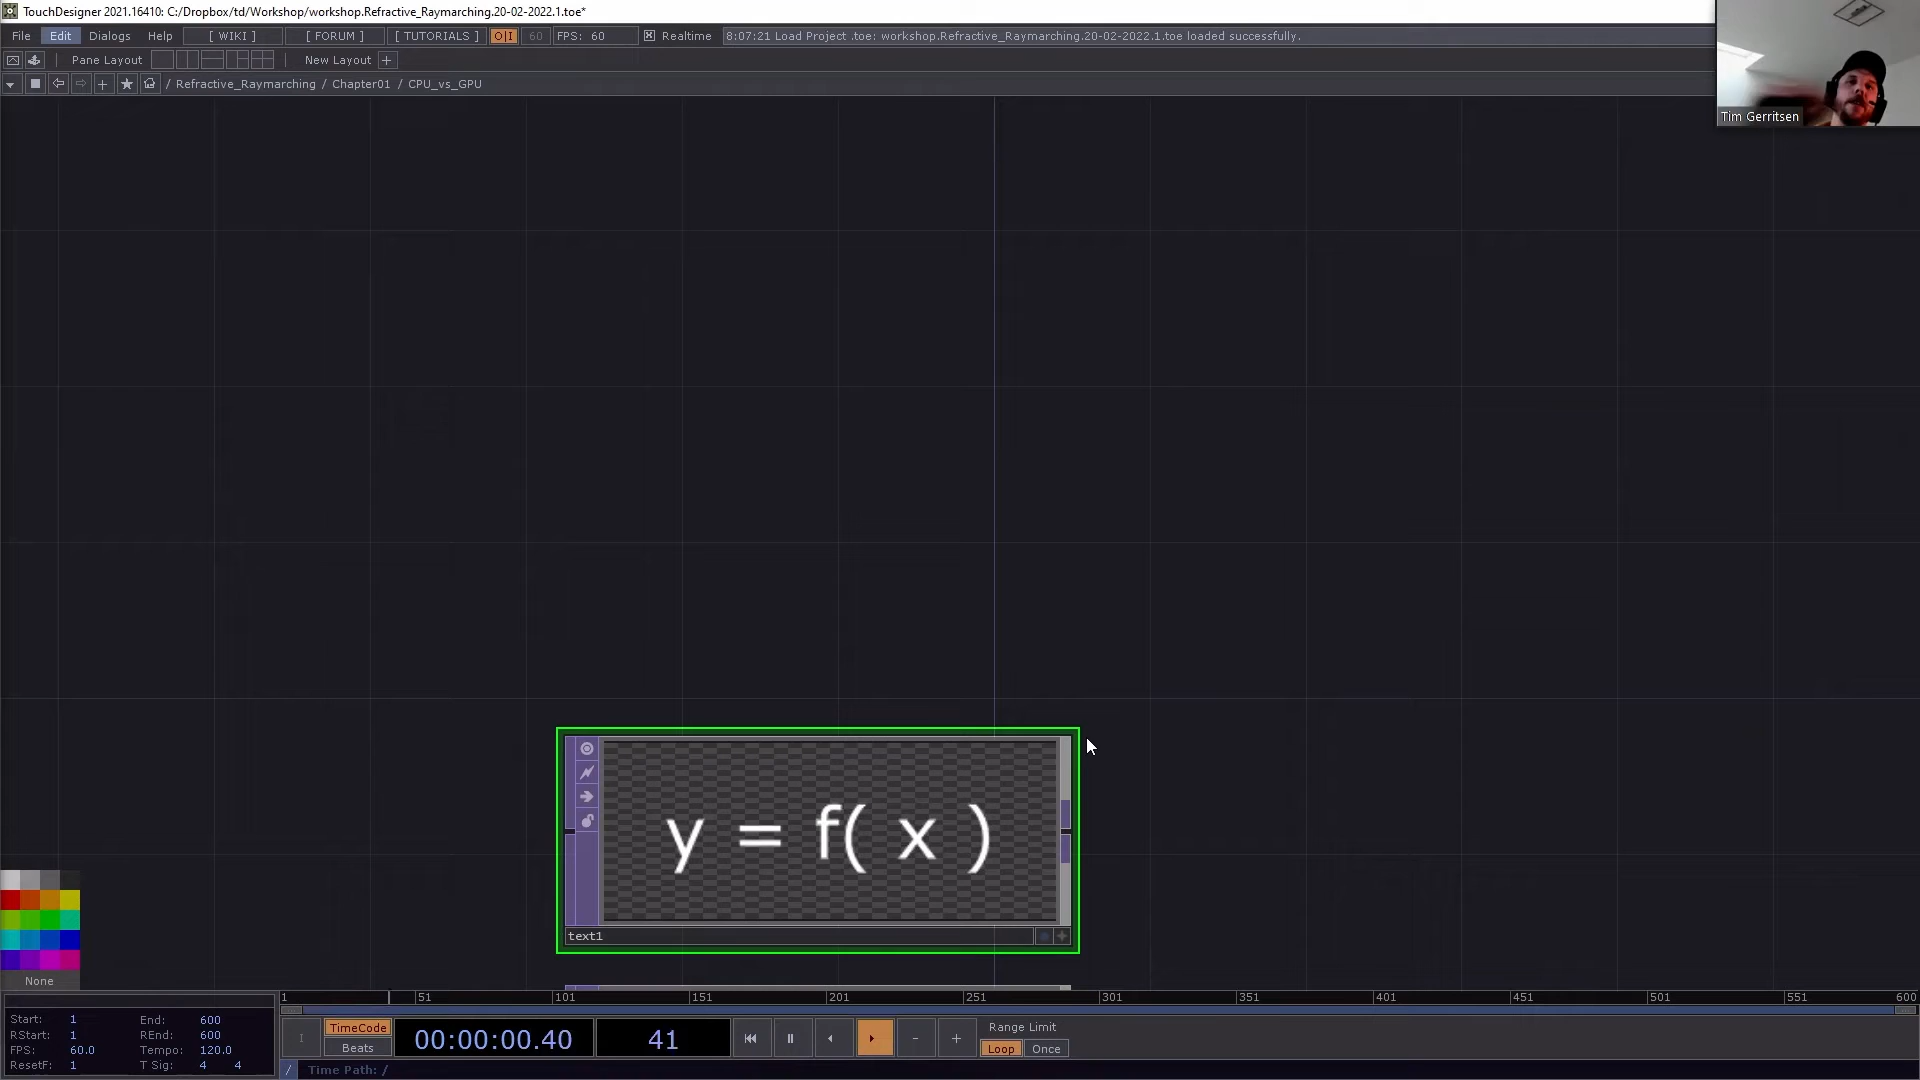 TouchDesigner 2021.16410: C:/Dropbox/td/Workshop/workshop.Refractive_Raymarching.20-02-2022.1.toe*
File Edit Dialogs Help [ WIKI ] [ FORUM ] [ TUTORIALS ] O|I 60 FPS: 60 Realtime 8:07:21 Load Project .toe: workshop.Refractive_Raymarching.20-02-2022.1.toe loaded successfully.
Pane Layout New Layout +
/ Refractive_Raymarching / Chapter01 / CPU_vs_GPU
Tim Gerritsen
y = f( x )
text1
None
1 51 101 151 201 251 301 351 401 451 501 551 600
Start: 1 End: 600
RStart: 1 REnd: 600
FPS: 60.0 Tempo: 120.0
ResetF: 1 T Sig: 4 4
I TimeCode 00:00:00.40 41 - + Range Limit
Beats Loop Once
/ Time Path: /